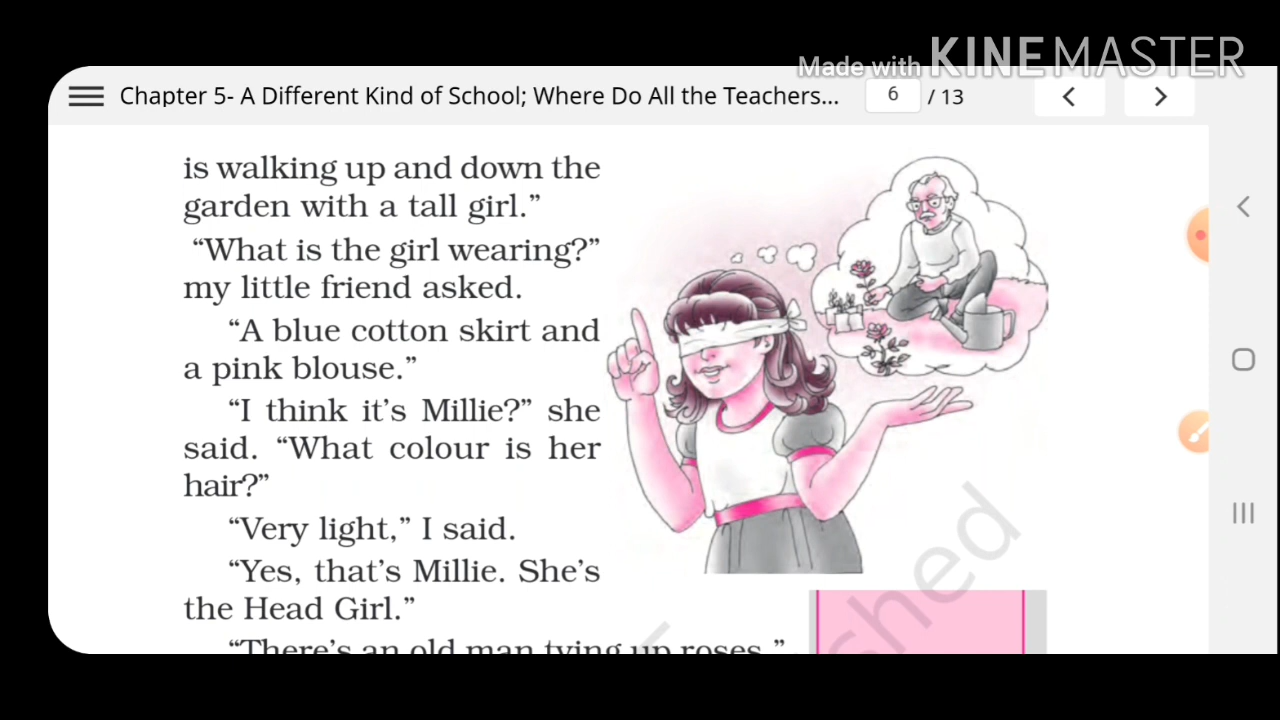 Made with KINEMASTER
Chapter 5- A Different Kind of School; Where Do All the Teachers... 6 / 13
is walking up and down the
garden with a tall girl.”
“What is the girl wearing?”
my little friend asked.
“A blue cotton skirt and
a pink blouse.”
“I think it’s Millie?” she
said. “What colour is her
hair?”
“Very light,” I said.
“Yes, that’s Millie. She’s
the Head Girl.”
“There’s an old man tying up roses.”